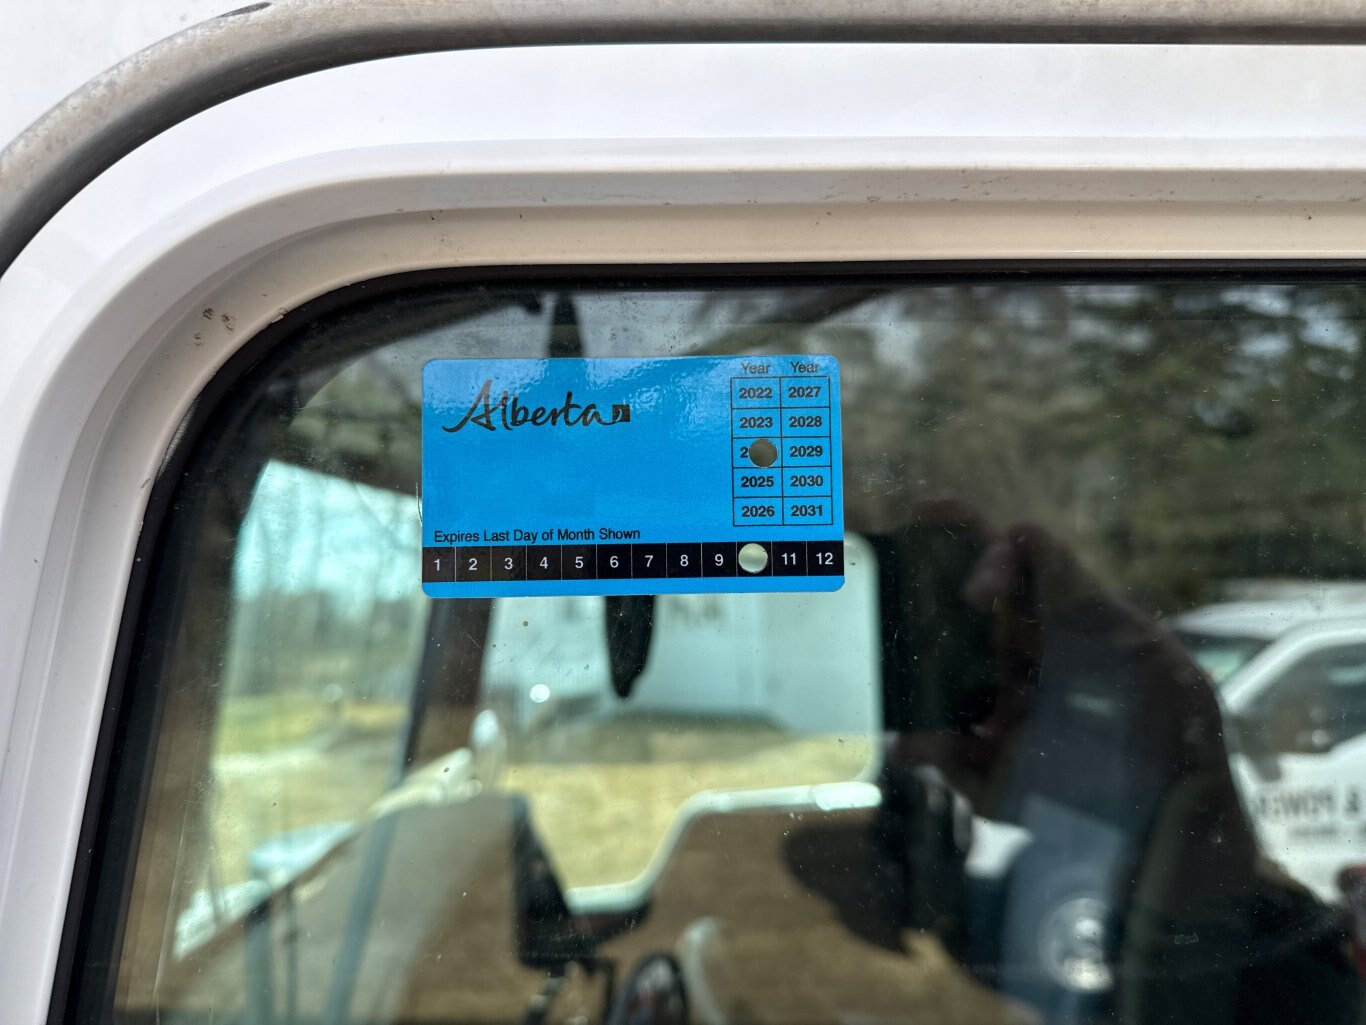 Alberta
Year Year
2022 2027
2023 2028
2 2029
2025 2030
2026 2031
Expires Last Day of Month Shown
1 2 3 4 5 6 7 8 9 11 12